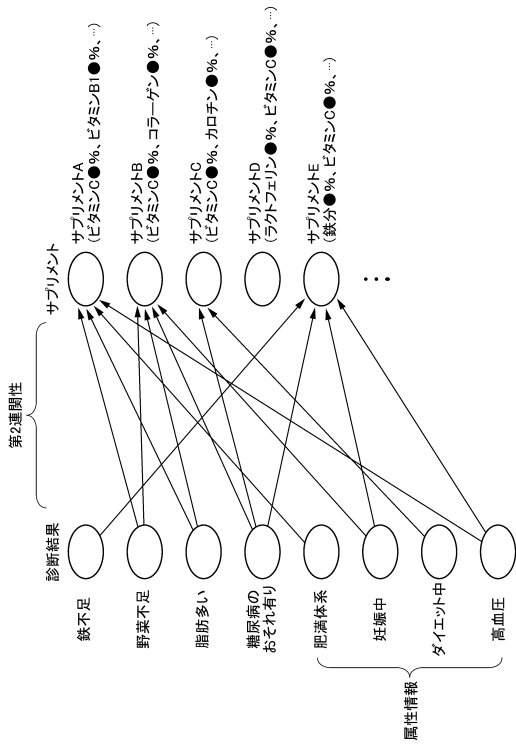 第2連関性
診断結果
サプリメント
鉄不足
野菜不足
脂肪多い
糖尿病の
おそれ有り
肥満体系
妊娠中
ダイエット中
高血圧
属性情報
サプリメントA
(ビタミンC●%、ビタミンB1●%、…)
サプリメントB
(ビタミンC●%、コラーゲン●%、…)
サプリメントC
(ビタミンC●%、カロチン●%、…)
サプリメントD
(ラクトフェリン●%、ビタミンC●%、…)
サプリメントE
(鉄分●%、ビタミンC●%、…)
…